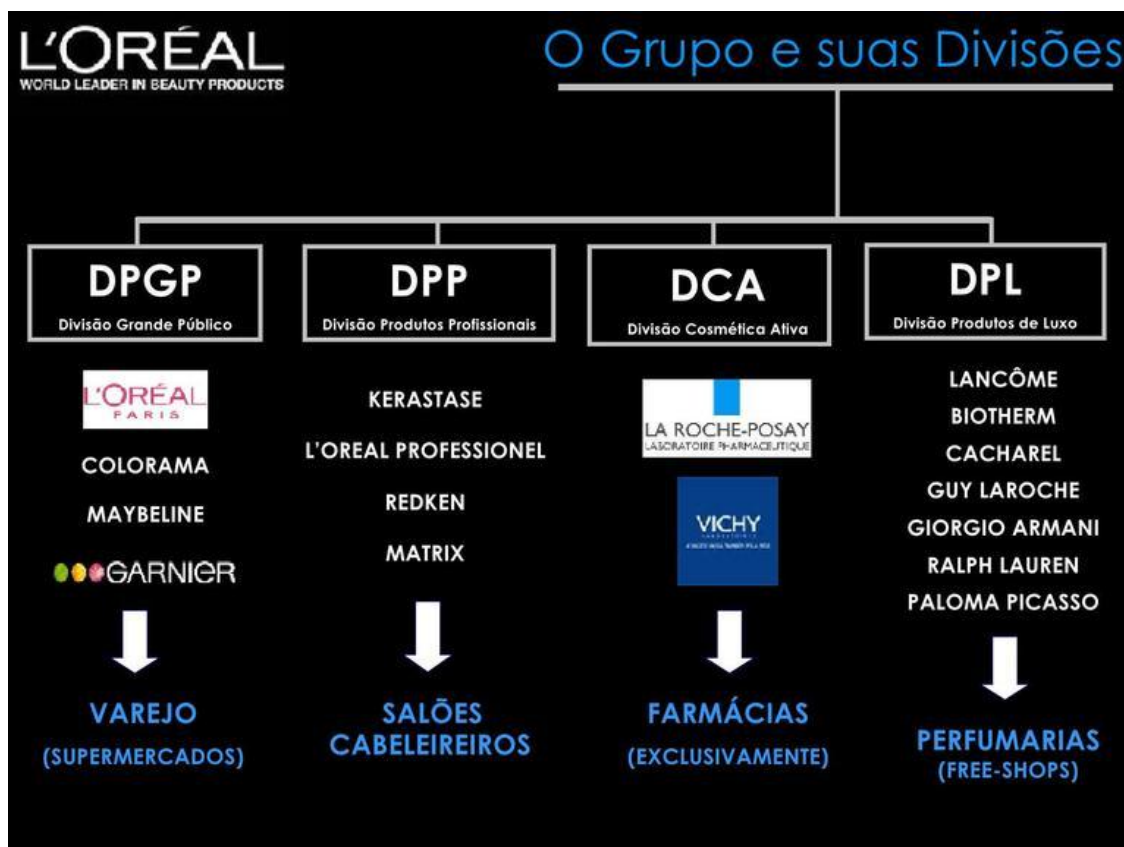 L'ORÉAL
WORLD LEADER IN BEAUTY PRODUCTS
O Grupo e suas Divisões
DPGP
Divisão Grande Público
L'ORÉAL
PARIS
COLORAMA
MAYBELINE
GARNIER
VAREJO
(SUPERMERCADOS)
DPP
Divisão Produtos Profissionais
KERASTASE
L'OREAL PROFESSIONEL
REDKEN
MATRIX
SALÕES
CABELEIREIROS
DCA
Divisão Cosmética Ativa
LA ROCHE-POSAY
LABORATOIRE PHARMACEUTIQUE
VICHY
LABORATOIRES
FARMÁCIAS
(EXCLUSIVAMENTE)
DPL
Divisão Produtos de Luxo
LANCÔME
BIOTHERM
CACHAREL
GUY LAROCHE
GIORGIO ARMANI
RALPH LAUREN
PALOMA PICASSO
PERFUMARIAS
(FREE-SHOPS)